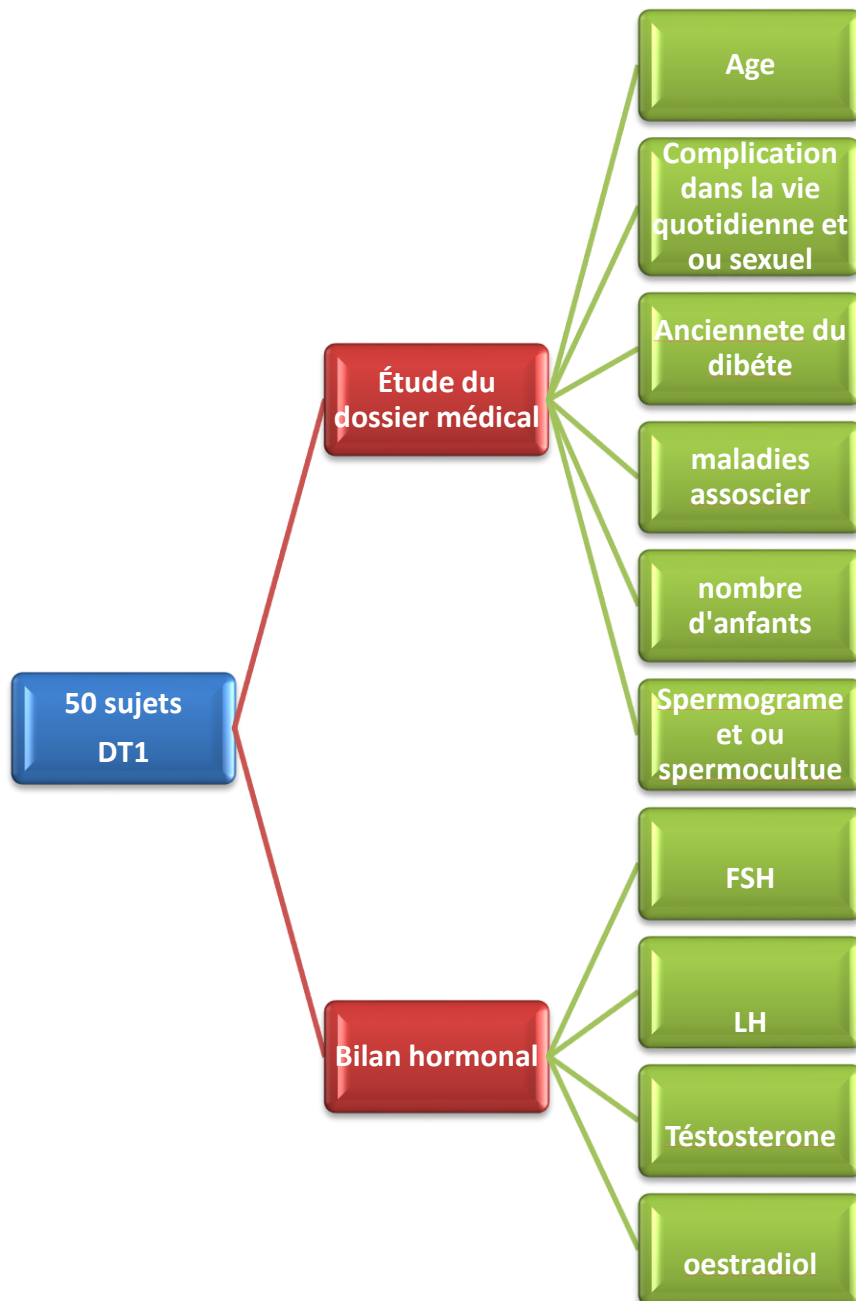 Age
Complication
dans la vie
quotidienne et
ou sexuel
Anciennete du
dibéte
Étude du
dossier médical
maladies
assoscier
nombre
d'anfants
50 sujets
DT1
Spermograme
et ou
spermocultue
FSH
LH
Bilan hormonal
Téstosterone
oestradiol